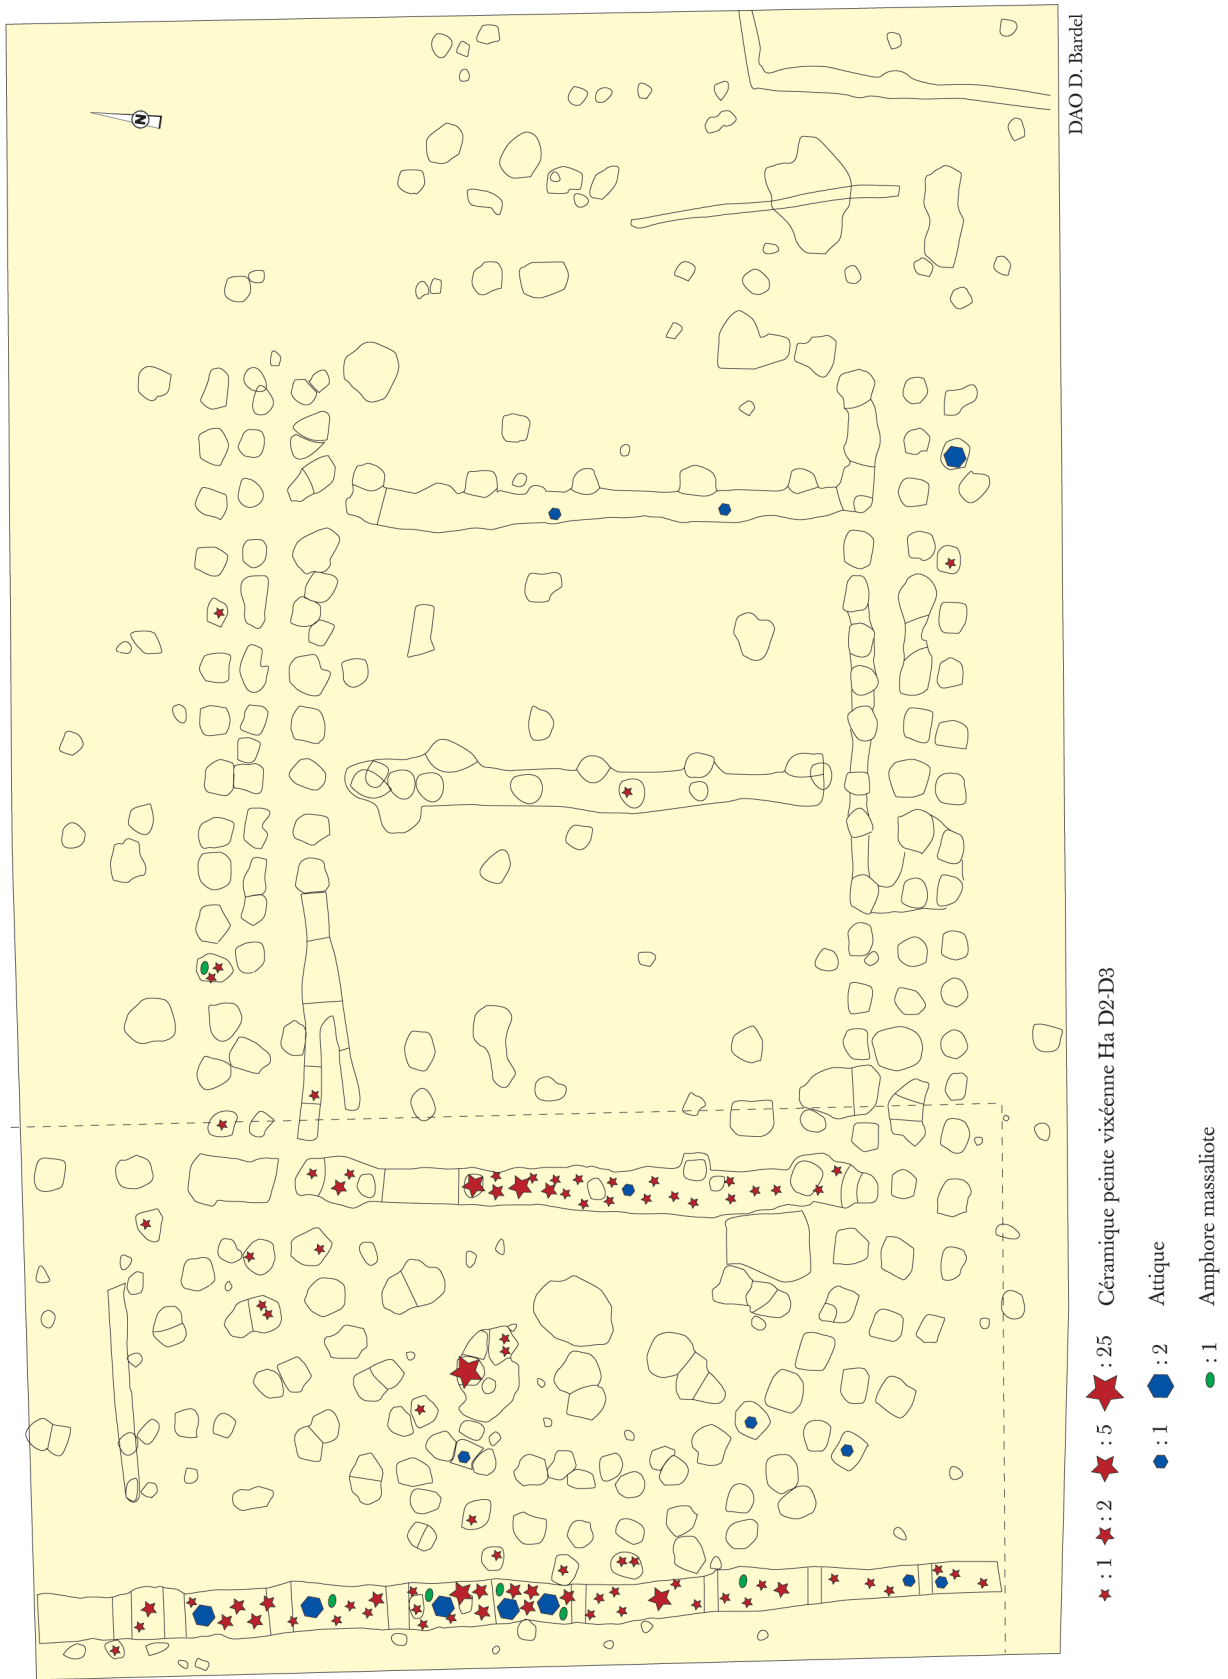 N
DAO D. Bardel
★ : 1 ★ : 2 ★ : 5 ★ : 25 Céramique peinte vixéenne Ha D2-D3
: 1 : 2 Attique
: 1 Amphore massaliote